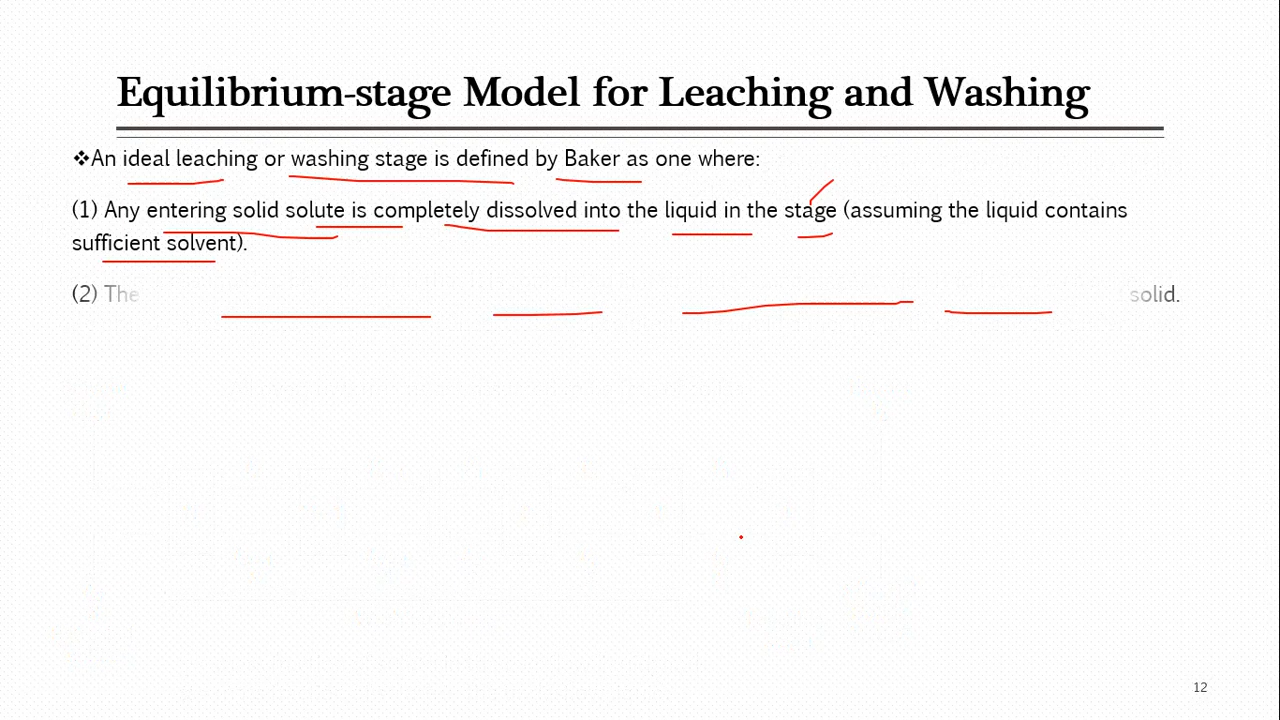 Equilibrium-stage Model for Leaching and Washing
❖An ideal leaching or washing stage is defined by Baker as one where:
(1) Any entering solid solute is completely dissolved into the liquid in the stage (assuming the liquid contains
sufficient solvent).
(2) The solid.
12